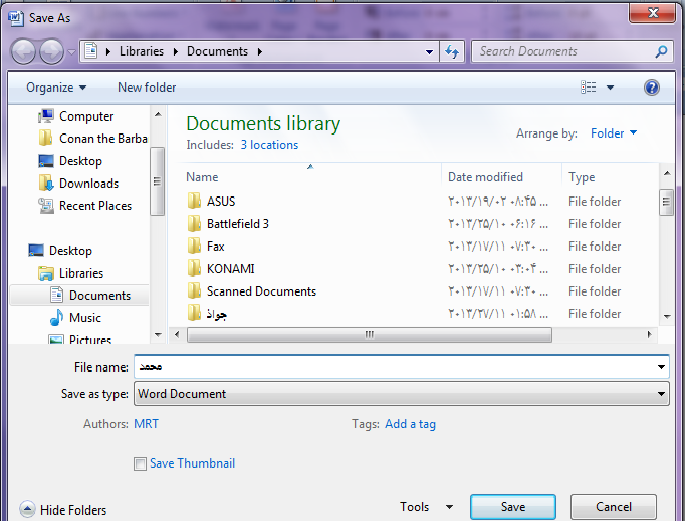 Save As
Libraries Documents
Search Documents
Organize New folder
Computer
Conan the Barba
Desktop
Downloads
Recent Places
Desktop
Libraries
Documents
Music
Pictures
Documents library
Includes: 3 locations
Arrange by: Folder
Name Date modified Type
ASUS ۲۰۱۳/۱۹/۰۲ ۰۸:۴۵ ... File folder
Battlefield 3 ۲۰۱۳/۲۵/۱۰ ۰۶:۱۶ ... File folder
Fax ۲۰۱۳/۱۷/۱۱ ۰۷:۳۰ ... File folder
KONAMI ۲۰۱۳/۲۵/۱۰ ۰۳:۰۴ ... File folder
Scanned Documents ۲۰۱۳/۱۷/۱۱ ۰۷:۳۰ ... File folder
۲۰۱۳/۲۷/۱۱ ۰۱:۵۸ ... File folder
File name: محمد
Save as type: Word Document
Authors: MRT Tags: Add a tag
Save Thumbnail
Hide Folders Tools Save Cancel